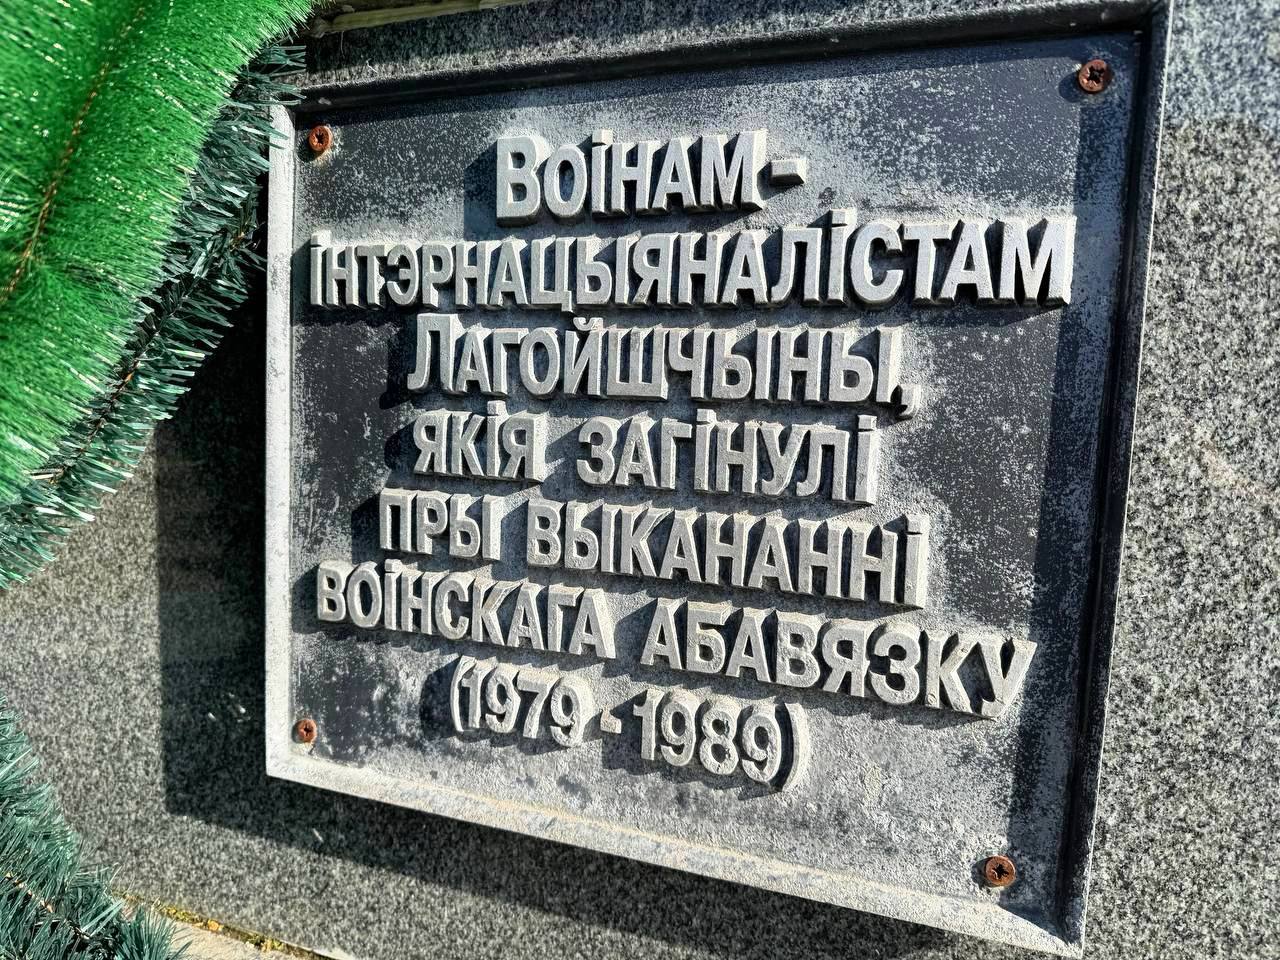 Воінам-
інтэрнацыяналістам
Лагойшчыны,
якія загінулі
пры выкананні
воінскага абавязку
(1979-1989)